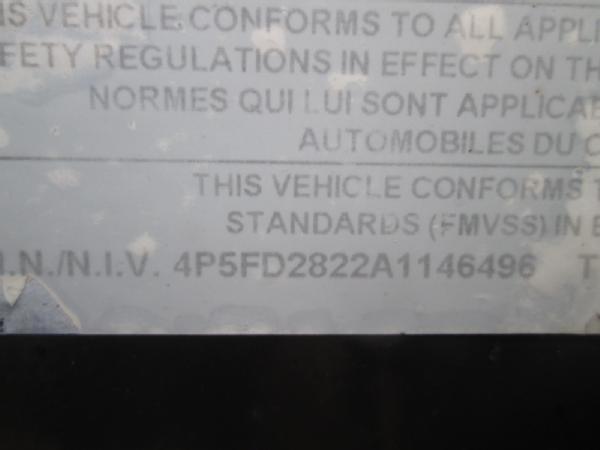 IS VEHICLE CONFORMS TO ALL APPLI
FETY REGULATIONS IN EFFECT ON TH
NORMES QUI LUI SONT APPLICAB
AUTOMOBILES DU C
THIS VEHICLE CONFORMS T
STANDARDS (FMVSS) IN E
I.N./N.I.V. 4P5FD2822A1146496 T